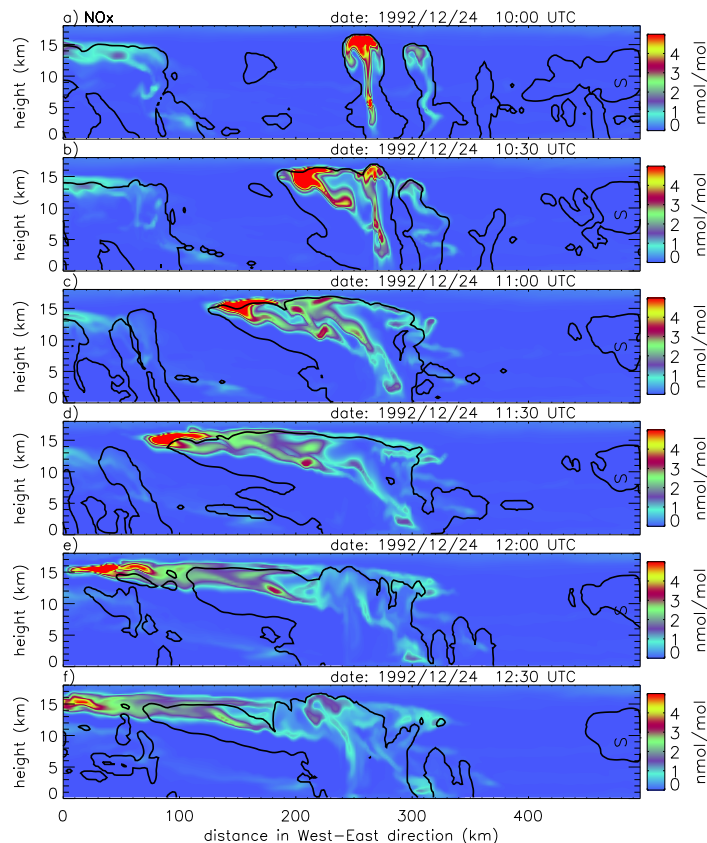 a) NOx date: 1992/12/24 10:00 UTC
height (km)
15
10
5
0
S
5
4
3
2
1
0
nmol/mol
b) date: 1992/12/24 10:30 UTC
height (km)
15
10
5
0
S
5
4
3
2
1
0
nmol/mol
c) date: 1992/12/24 11:00 UTC
height (km)
15
10
5
0
S
4
3
2
1
0
nmol/mol
d) date: 1992/12/24 11:30 UTC
height (km)
15
10
5
0
S
4
3
2
1
0
nmol/mol
e) date: 1992/12/24 12:00 UTC
height (km)
15
10
5
0
S
4
3
2
1
0
nmol/mol
f) date: 1992/12/24 12:30 UTC
height (km)
15
10
5
0
S
4
3
2
1
0
nmol/mol
0 100 200 300 400
distance in West-East direction (km)